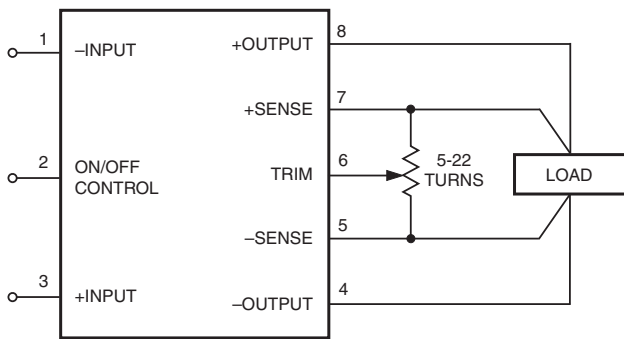 1
–INPUT
2
ON/OFF
CONTROL
3
+INPUT
+OUTPUT
8
+SENSE
7
TRIM
6
–SENSE
5
–OUTPUT
4
5-22
TURNS
LOAD